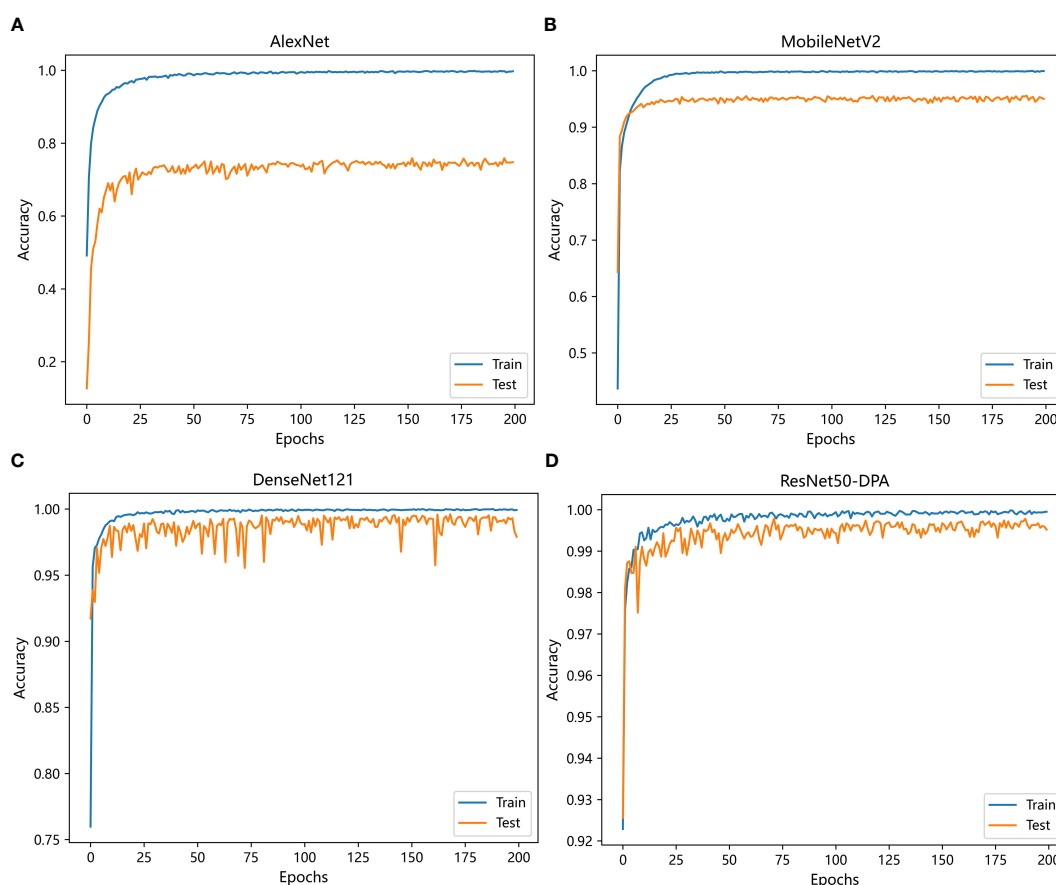 A
AlexNet
Accuracy
1.0
0.8
0.6
0.4
0.2
Train
Test
0 25 50 75 100 125 150 175 200
Epochs
B
MobileNetV2
Accuracy
1.0
0.9
0.8
0.7
0.6
0.5
Train
Test
0 25 50 75 100 125 150 175 200
Epochs
C
DenseNet121
Accuracy
1.00
0.95
0.90
0.85
0.80
0.75
Train
Test
0 25 50 75 100 125 150 175 200
Epochs
D
ResNet50-DPA
Accuracy
1.00
0.99
0.98
0.97
0.96
0.95
0.94
0.93
0.92
Train
Test
0 25 50 75 100 125 150 175 200
Epochs